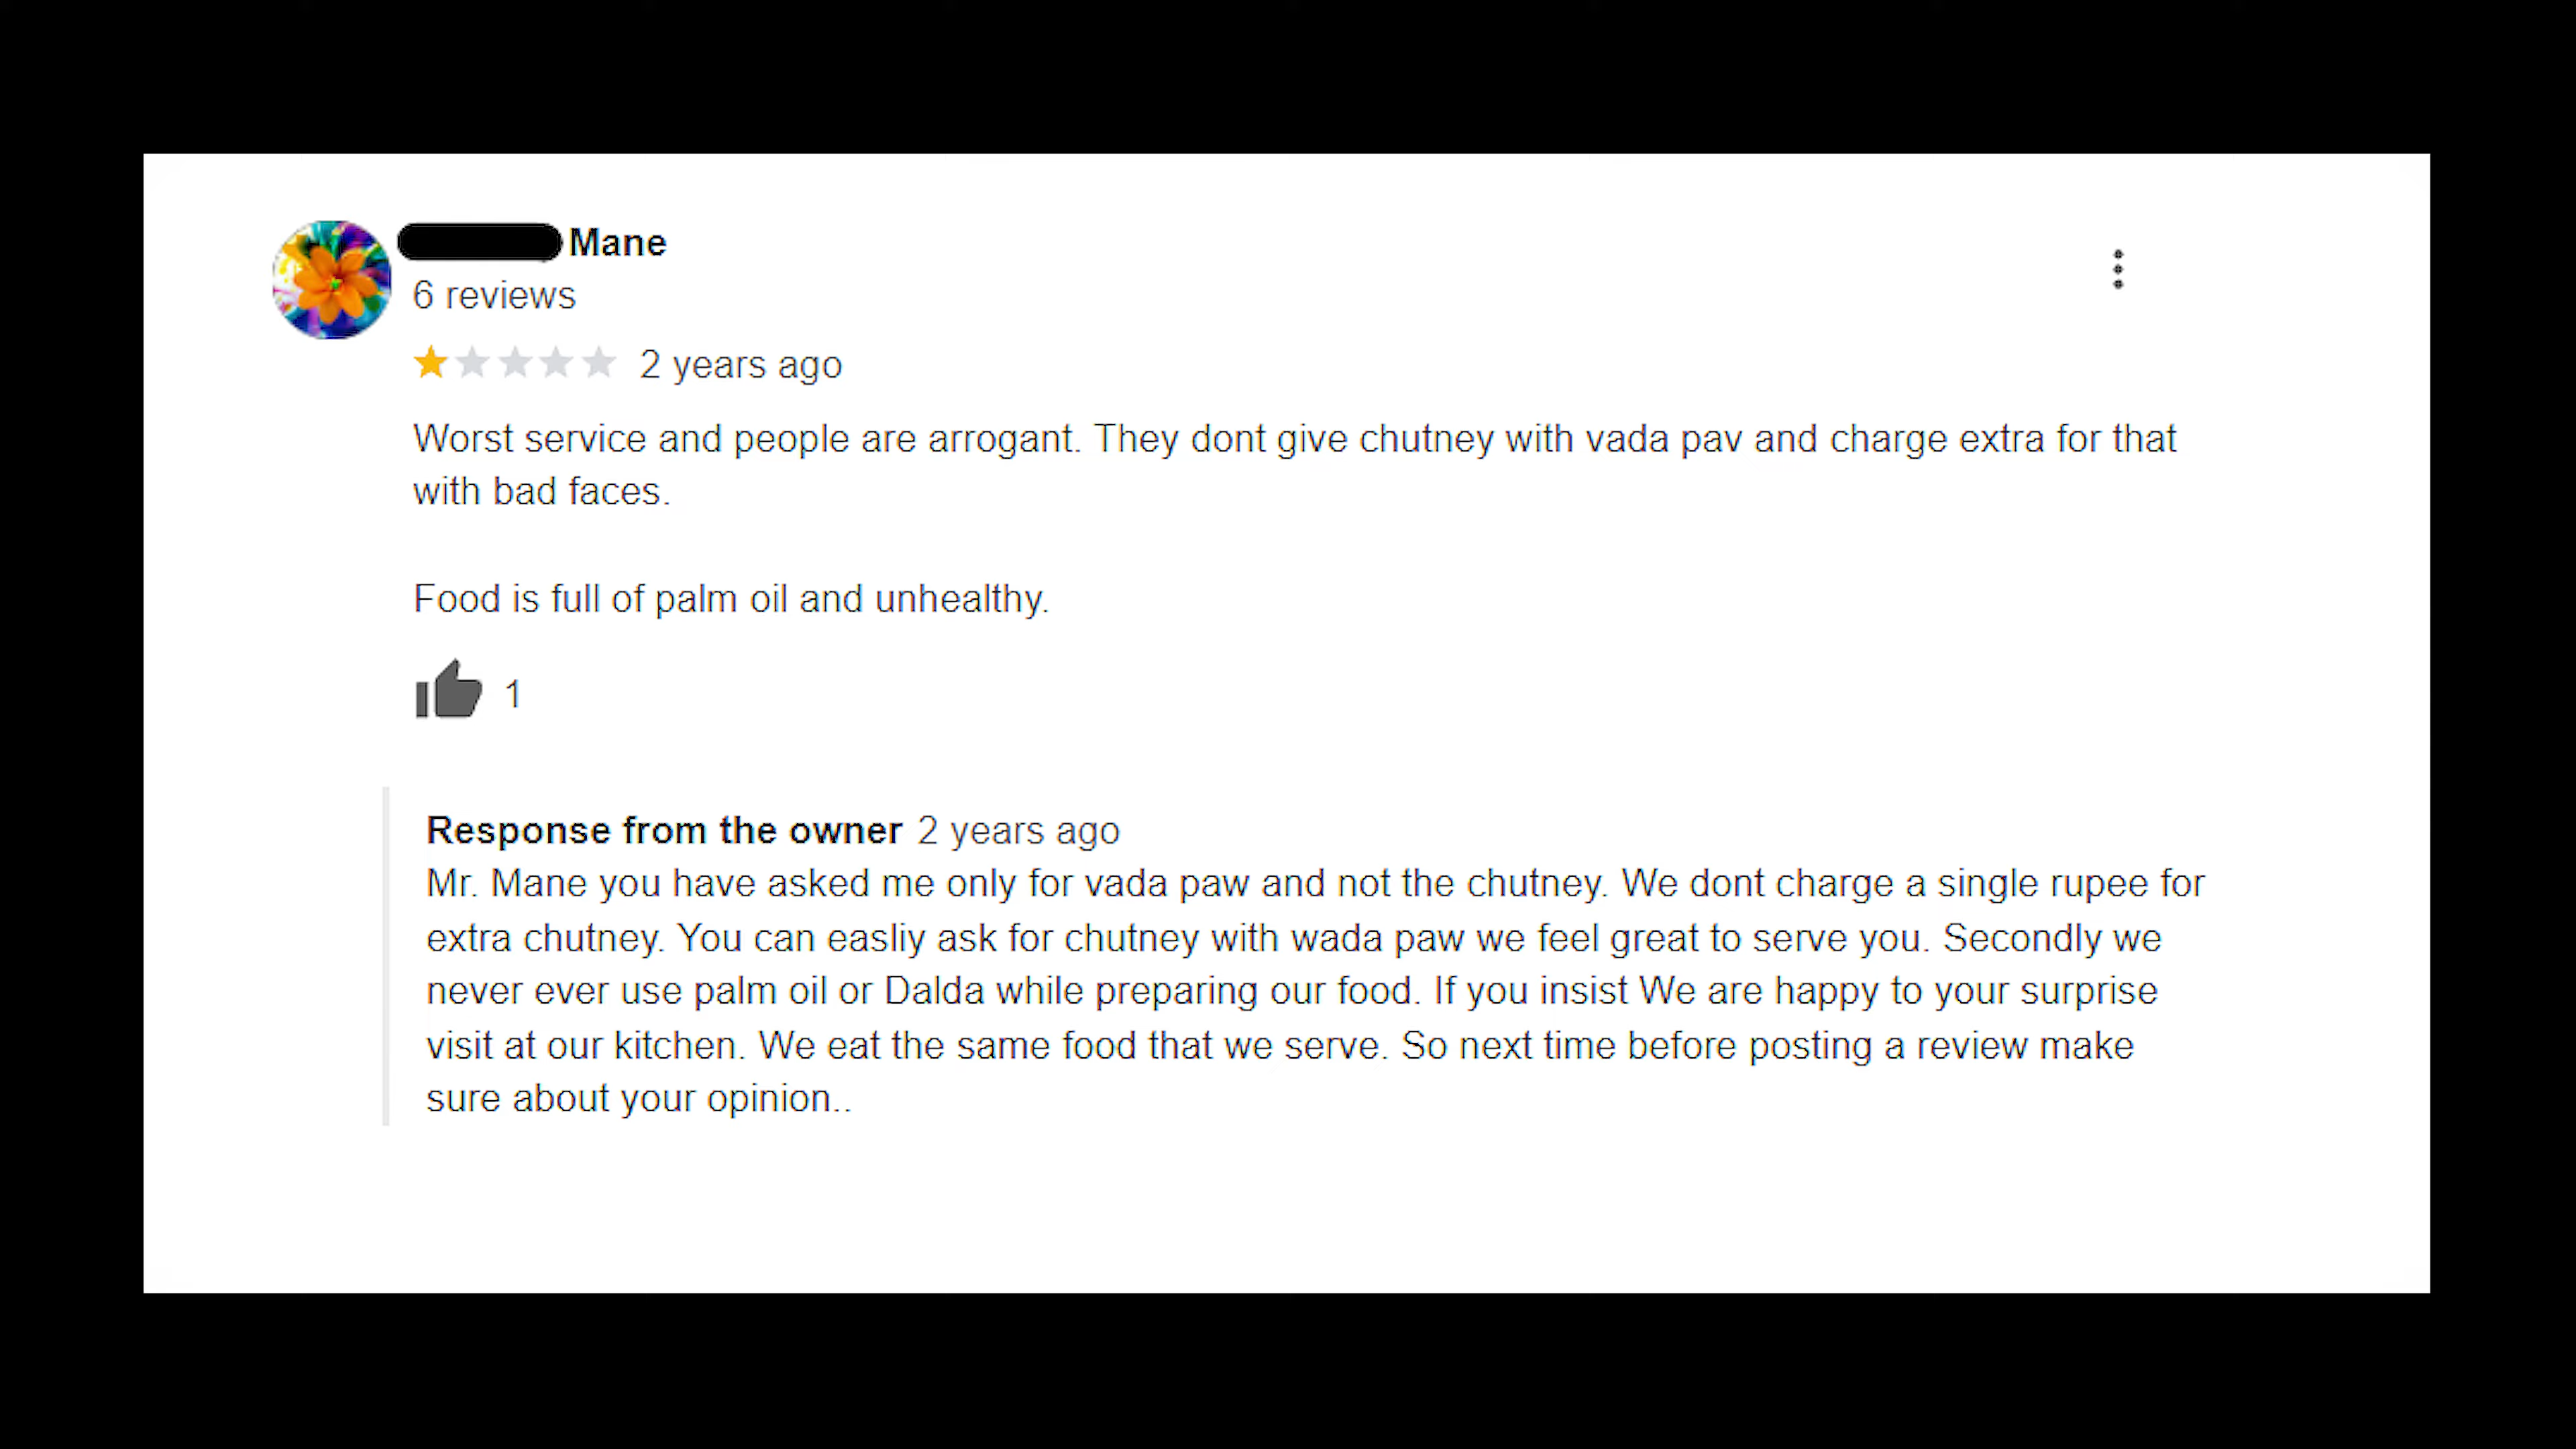 Mane
6 reviews
2 years ago
Worst service and people are arrogant. They dont give chutney with vada pav and charge extra for that
with bad faces.
Food is full of palm oil and unhealthy.
1
Response from the owner 2 years ago
Mr. Mane you have asked me only for vada paw and not the chutney. We dont charge a single rupee for
extra chutney. You can easliy ask for chutney with wada paw we feel great to serve you. Secondly we
never ever use palm oil or Dalda while preparing our food. If you insist We are happy to your surprise
visit at our kitchen. We eat the same food that we serve. So next time before posting a review make
sure about your opinion..